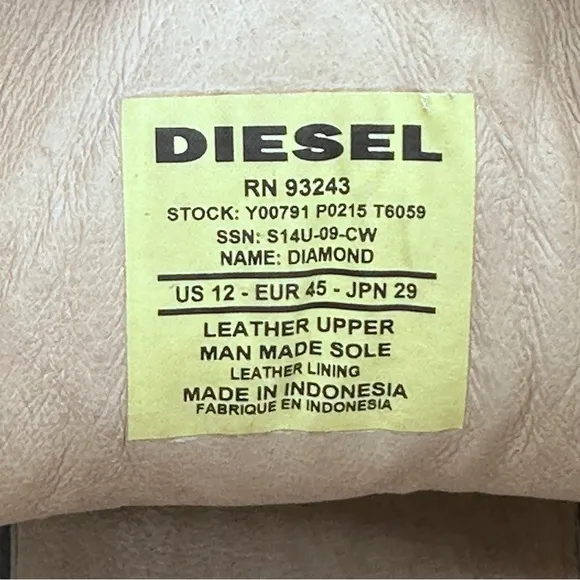 DIESEL
RN 93243
STOCK: Y00791 P0215 T6059
SSN: S14U-09-CW
NAME: DIAMOND
US 12 - EUR 45 - JPN 29
LEATHER UPPER
MAN MADE SOLE
LEATHER LINING
MADE IN INDONESIA
FABRIQUE EN INDONESIA